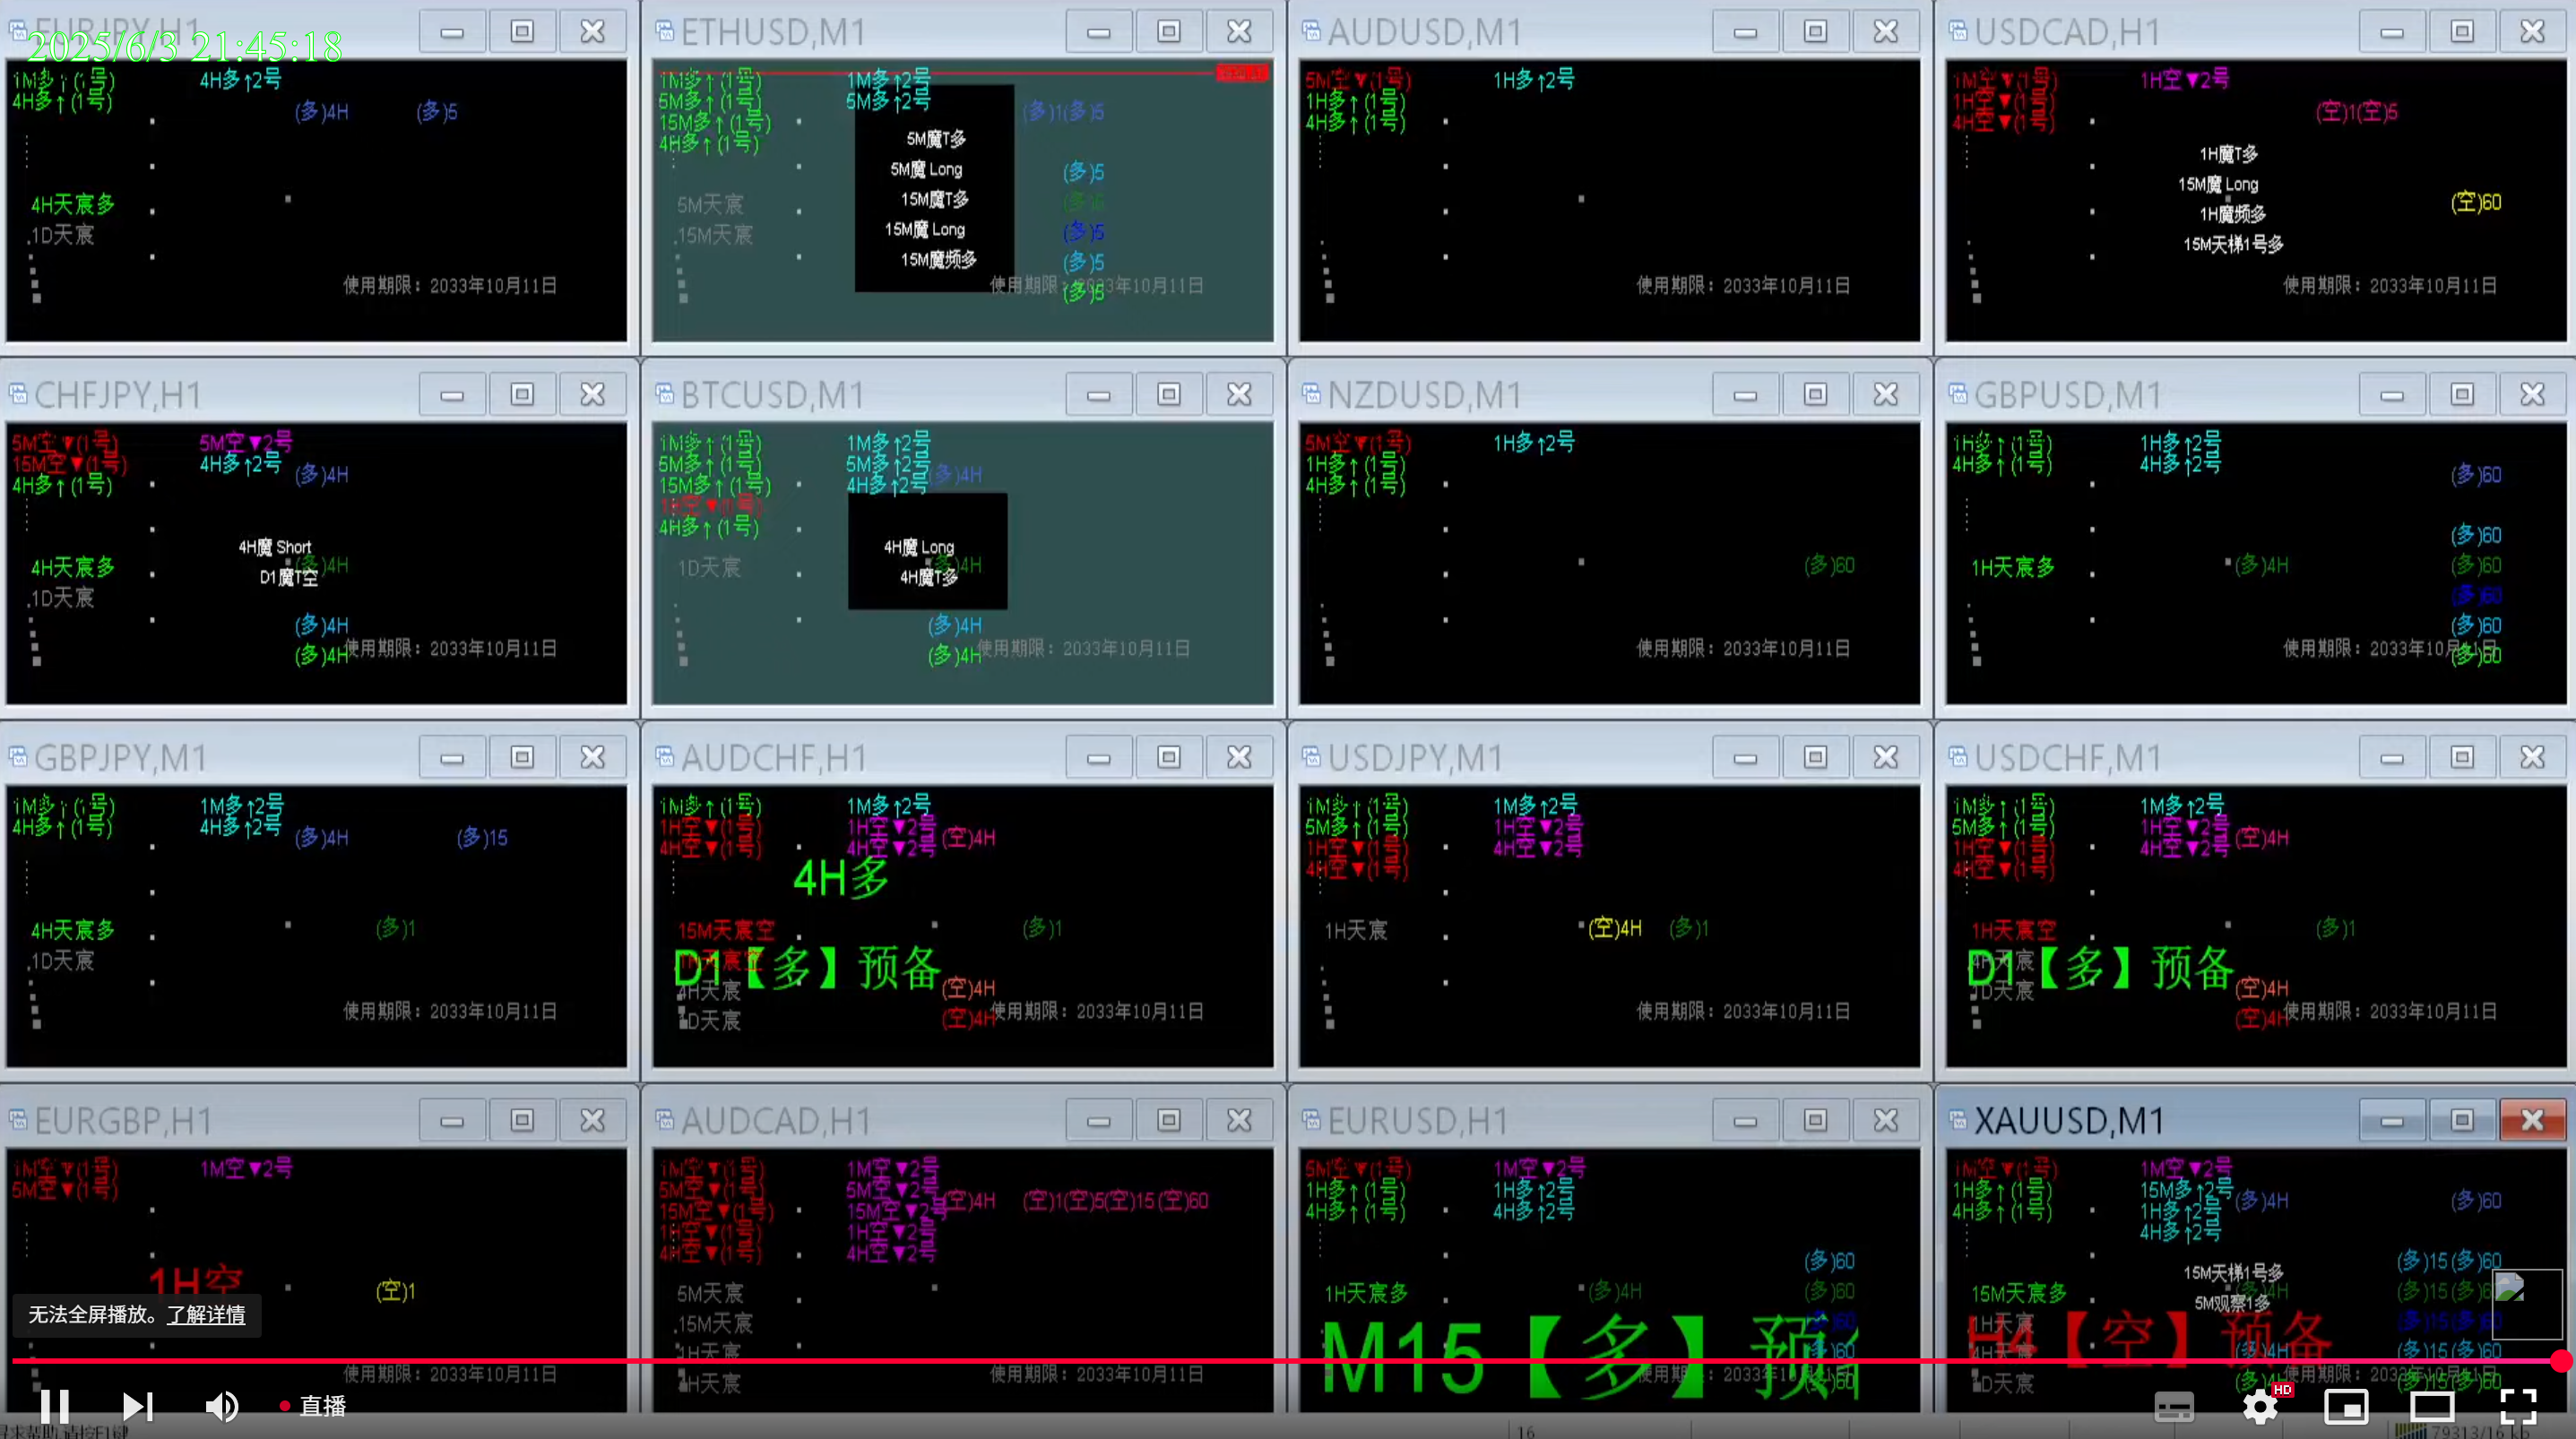 EURJPY,H1
2025/6/3 21:45:18
1M多↑(1号)
4H多↑2号
4H多↑(1号)
(多)4H
(多)5
4H天宸多
1D天宸
使用期限：2033年10月11日
ETHUSD,M1
1M多↑(1号)
1M多↑2号
5M多↑(1号)
5M多↑2号
15M多↑(1号)
(多)1(多)5
4H多↑(1号)
5M魔T多
5M魔 Long
(多)5
15M魔T多
5M天宸
15M魔 Long
(多)5
15M天宸
15M魔频多
(多)5
使用期限：2033年10月11日
(多)5
AUDUSD,M1
5M空▼(1号)
1H多↑2号
1H多↑(1号)
4H多↑(1号)
使用期限：2033年10月11日
USDCAD,H1
1M空▼(1号)
1H空▼2号
1H空▼(1号)
4H空▼(1号)
(空)1(空)5
1H魔T多
15M魔 Long
1H魔频多
(空)60
15M天梯1号多
使用期限：2033年10月11日
CHFJPY,H1
5M空▼(1号)
5M空▼2号
15M空▼(1号)
4H多↑2号
4H多↑(1号)
(多)4H
4H魔 Short
4H天宸多
(多)4H
D1魔T空
1D天宸
(多)4H
(多)4H
使用期限：2033年10月11日
BTCUSD,M1
1M多↑(1号)
1M多↑2号
5M多↑(1号)
5M多↑2号
15M多↑(1号)
4H多↑2号
(多)4H
1H空▼(1号)
4H多↑(1号)
4H魔 Long
1D天宸
(多)4H
4H魔T多
(多)4H
(多)4H
使用期限：2033年10月11日
NZDUSD,M1
5M空▼(1号)
1H多↑2号
1H多↑(1号)
4H多↑(1号)
(多)60
使用期限：2033年10月11日
GBPUSD,M1
1H多↑(1号)
1H多↑2号
4H多↑(1号)
4H多↑2号
(多)60
(多)60
1H天宸多
(多)4H
(多)60
(多)60
(多)60
使用期限：2033年10月11日
(多)60
GBPJPY,M1
1M多↑(1号)
1M多↑2号
4H多↑(1号)
4H多↑2号
(多)4H
(多)15
4H天宸多
(多)1
1D天宸
使用期限：2033年10月11日
AUDCHF,H1
1M多↑(1号)
1M多↑2号
1H空▼(1号)
1H空▼2号
4H空▼(1号)
4H空▼2号
(空)4H
4H多
15M天宸空
(多)1
1H天宸空
D1【多】预备
4H天宸
(空)4H
D天宸
(空)4H
使用期限：2033年10月11日
USDJPY,M1
1M多↑(1号)
1M多↑2号
5M多↑(1号)
1H空▼2号
1H空▼(1号)
4H空▼2号
4H空▼(1号)
1H天宸
(空)4H
(多)1
使用期限：2033年10月11日
USDCHF,M1
1M多↑(1号)
1M多↑2号
5M多↑(1号)
1H空▼2号
1H空▼(1号)
4H空▼2号
(空)4H
4H空▼(1号)
1H天宸空
(多)1
4H天宸
D1【多】预备
D天宸
(空)4H
(空)4H
使用期限：2033年10月11日
EURGBP,H1
1M空▼(1号)
1M空▼2号
5M空▼(1号)
1H空
(空)1
无法全屏播放。了解详情
使用期限：2033年10月11日
AUDCAD,H1
1M空▼(1号)
1M空▼2号
5M空▼(1号)
5M空▼2号
15M空▼(1号)
15M空▼2号
(空)4H
(空)1(空)5(空)15(空)60
1H空▼(1号)
1H空▼2号
4H空▼(1号)
4H空▼2号
5M天宸
15M天宸
1H天宸
4H天宸
使用期限：2033年10月11日
EURUSD,H1
5M空▼(1号)
1M空▼2号
1H多↑(1号)
1H多↑2号
4H多↑(1号)
4H多↑2号
(多)60
1H天宸多
(多)4H
(多)60
(多)60
M15【多】预
(多)60
使用期限：2033年10月11日
(多)60
XAUUSD,M1
1M空▼(1号)
1M空▼2号
1H多↑(1号)
15M多↑2号
4H多↑(1号)
1H多↑2号
4H多↑2号
(多)4H
(多)60
(多)15(多)60
15M天梯1号多
15M天宸多
5M观察1多
1H天宸
H4【空】预备
4H天宸
(多)4H
(多)15(多)60
D天宸
使用期限：2033年10月11日
直播
HD
16
79313/16 kb